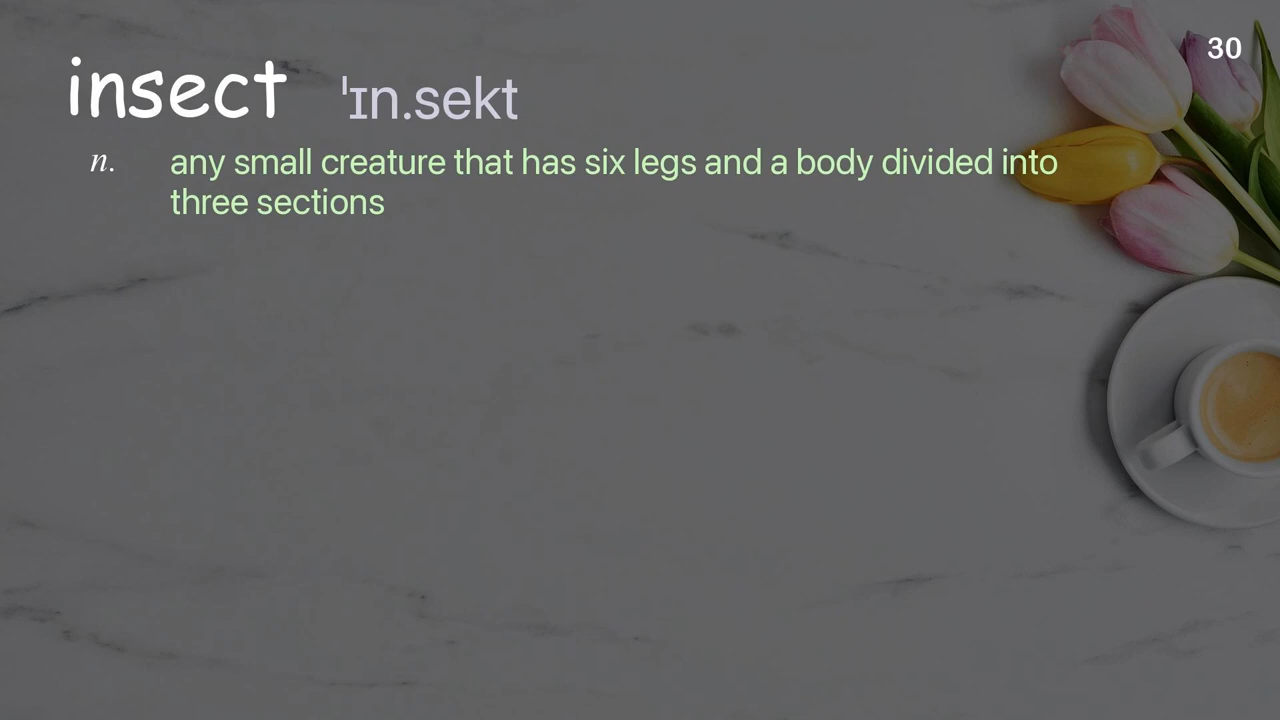 30
insect ˈɪn.sekt
n. any small creature that has six legs and a body divided into
three sections